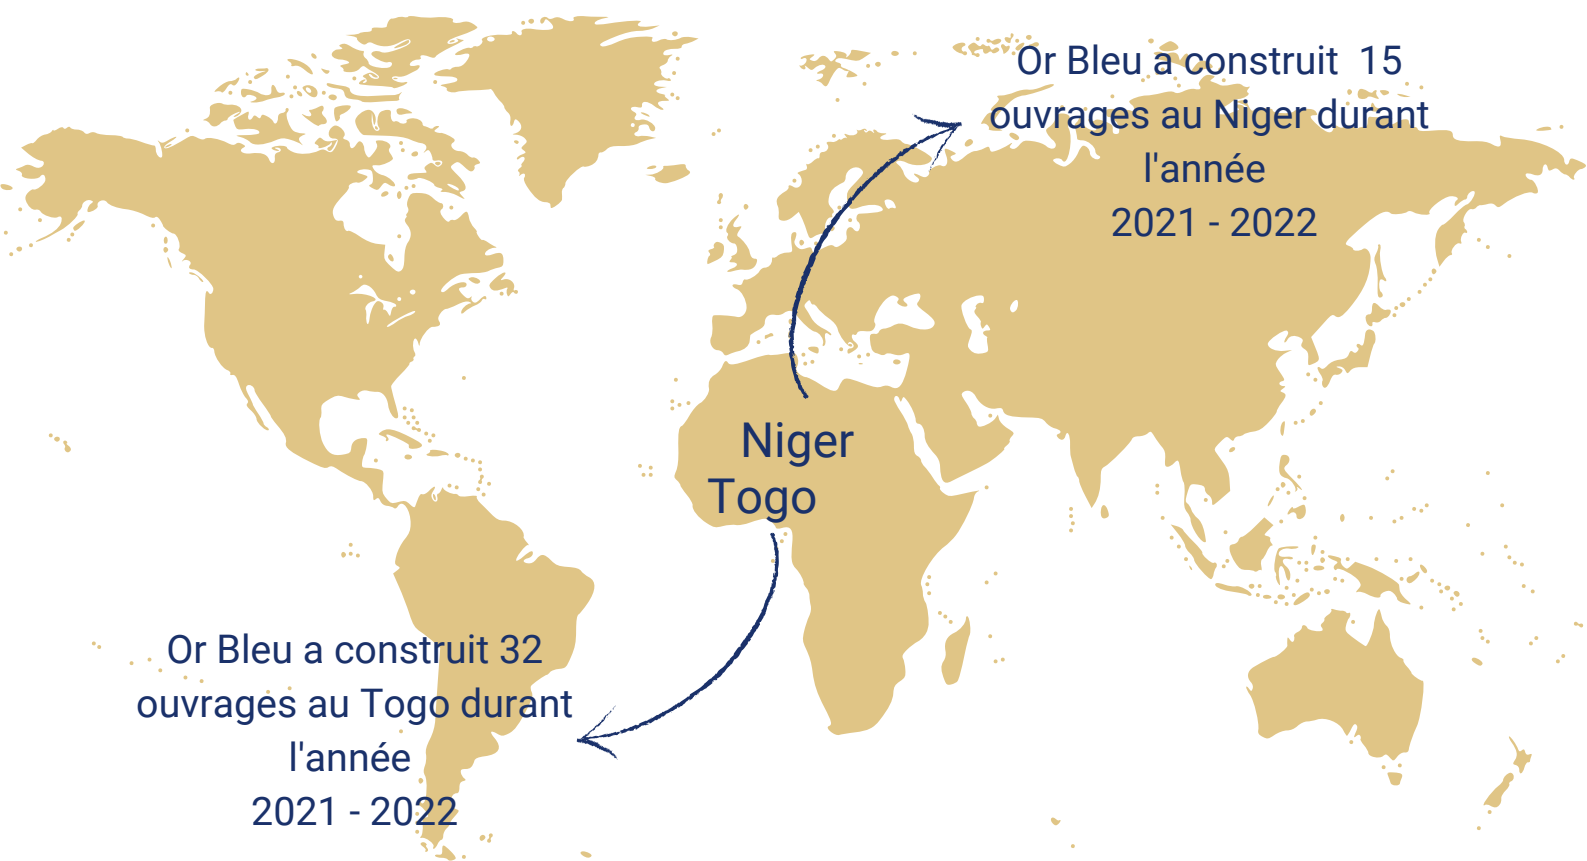 Or Bleu a construit  15
ouvrages au Niger durant
l'année
2021 - 2022
Niger
Togo
Or Bleu a construit 32
ouvrages au Togo durant
l'année
2021 - 2022